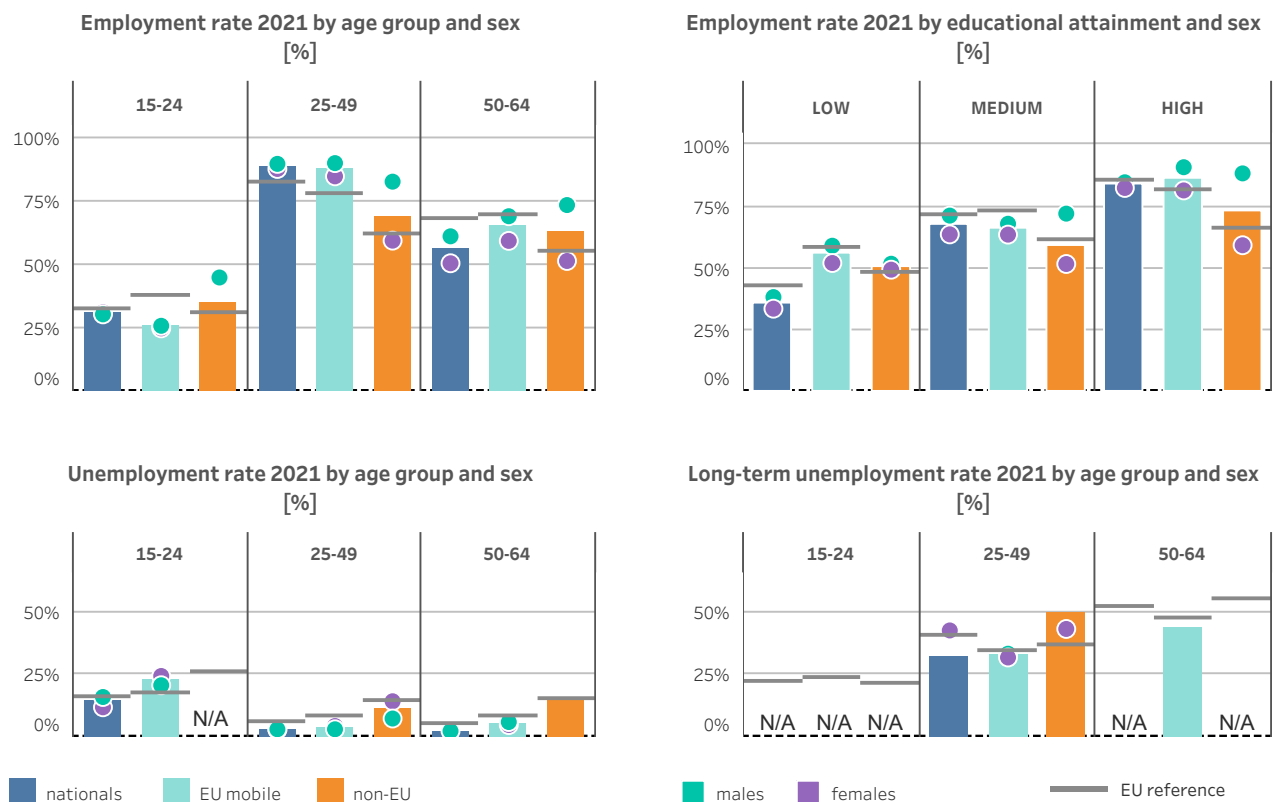 Employment rate 2021 by age group and sex
[%]
15-24
25-49
50-64
100%
75%
50%
25%
0%
Employment rate 2021 by educational attainment and sex
[%]
LOW
MEDIUM
HIGH
100%
75%
50%
25%
0%
Unemployment rate 2021 by age group and sex
[%]
15-24
25-49
50-64
50%
25%
0%
N/A
Long-term unemployment rate 2021 by age group and sex
[%]
15-24
25-49
50-64
50%
25%
0%
N/A N/A N/A N/A N/A
nationals EU mobile non-EU
males females EU reference